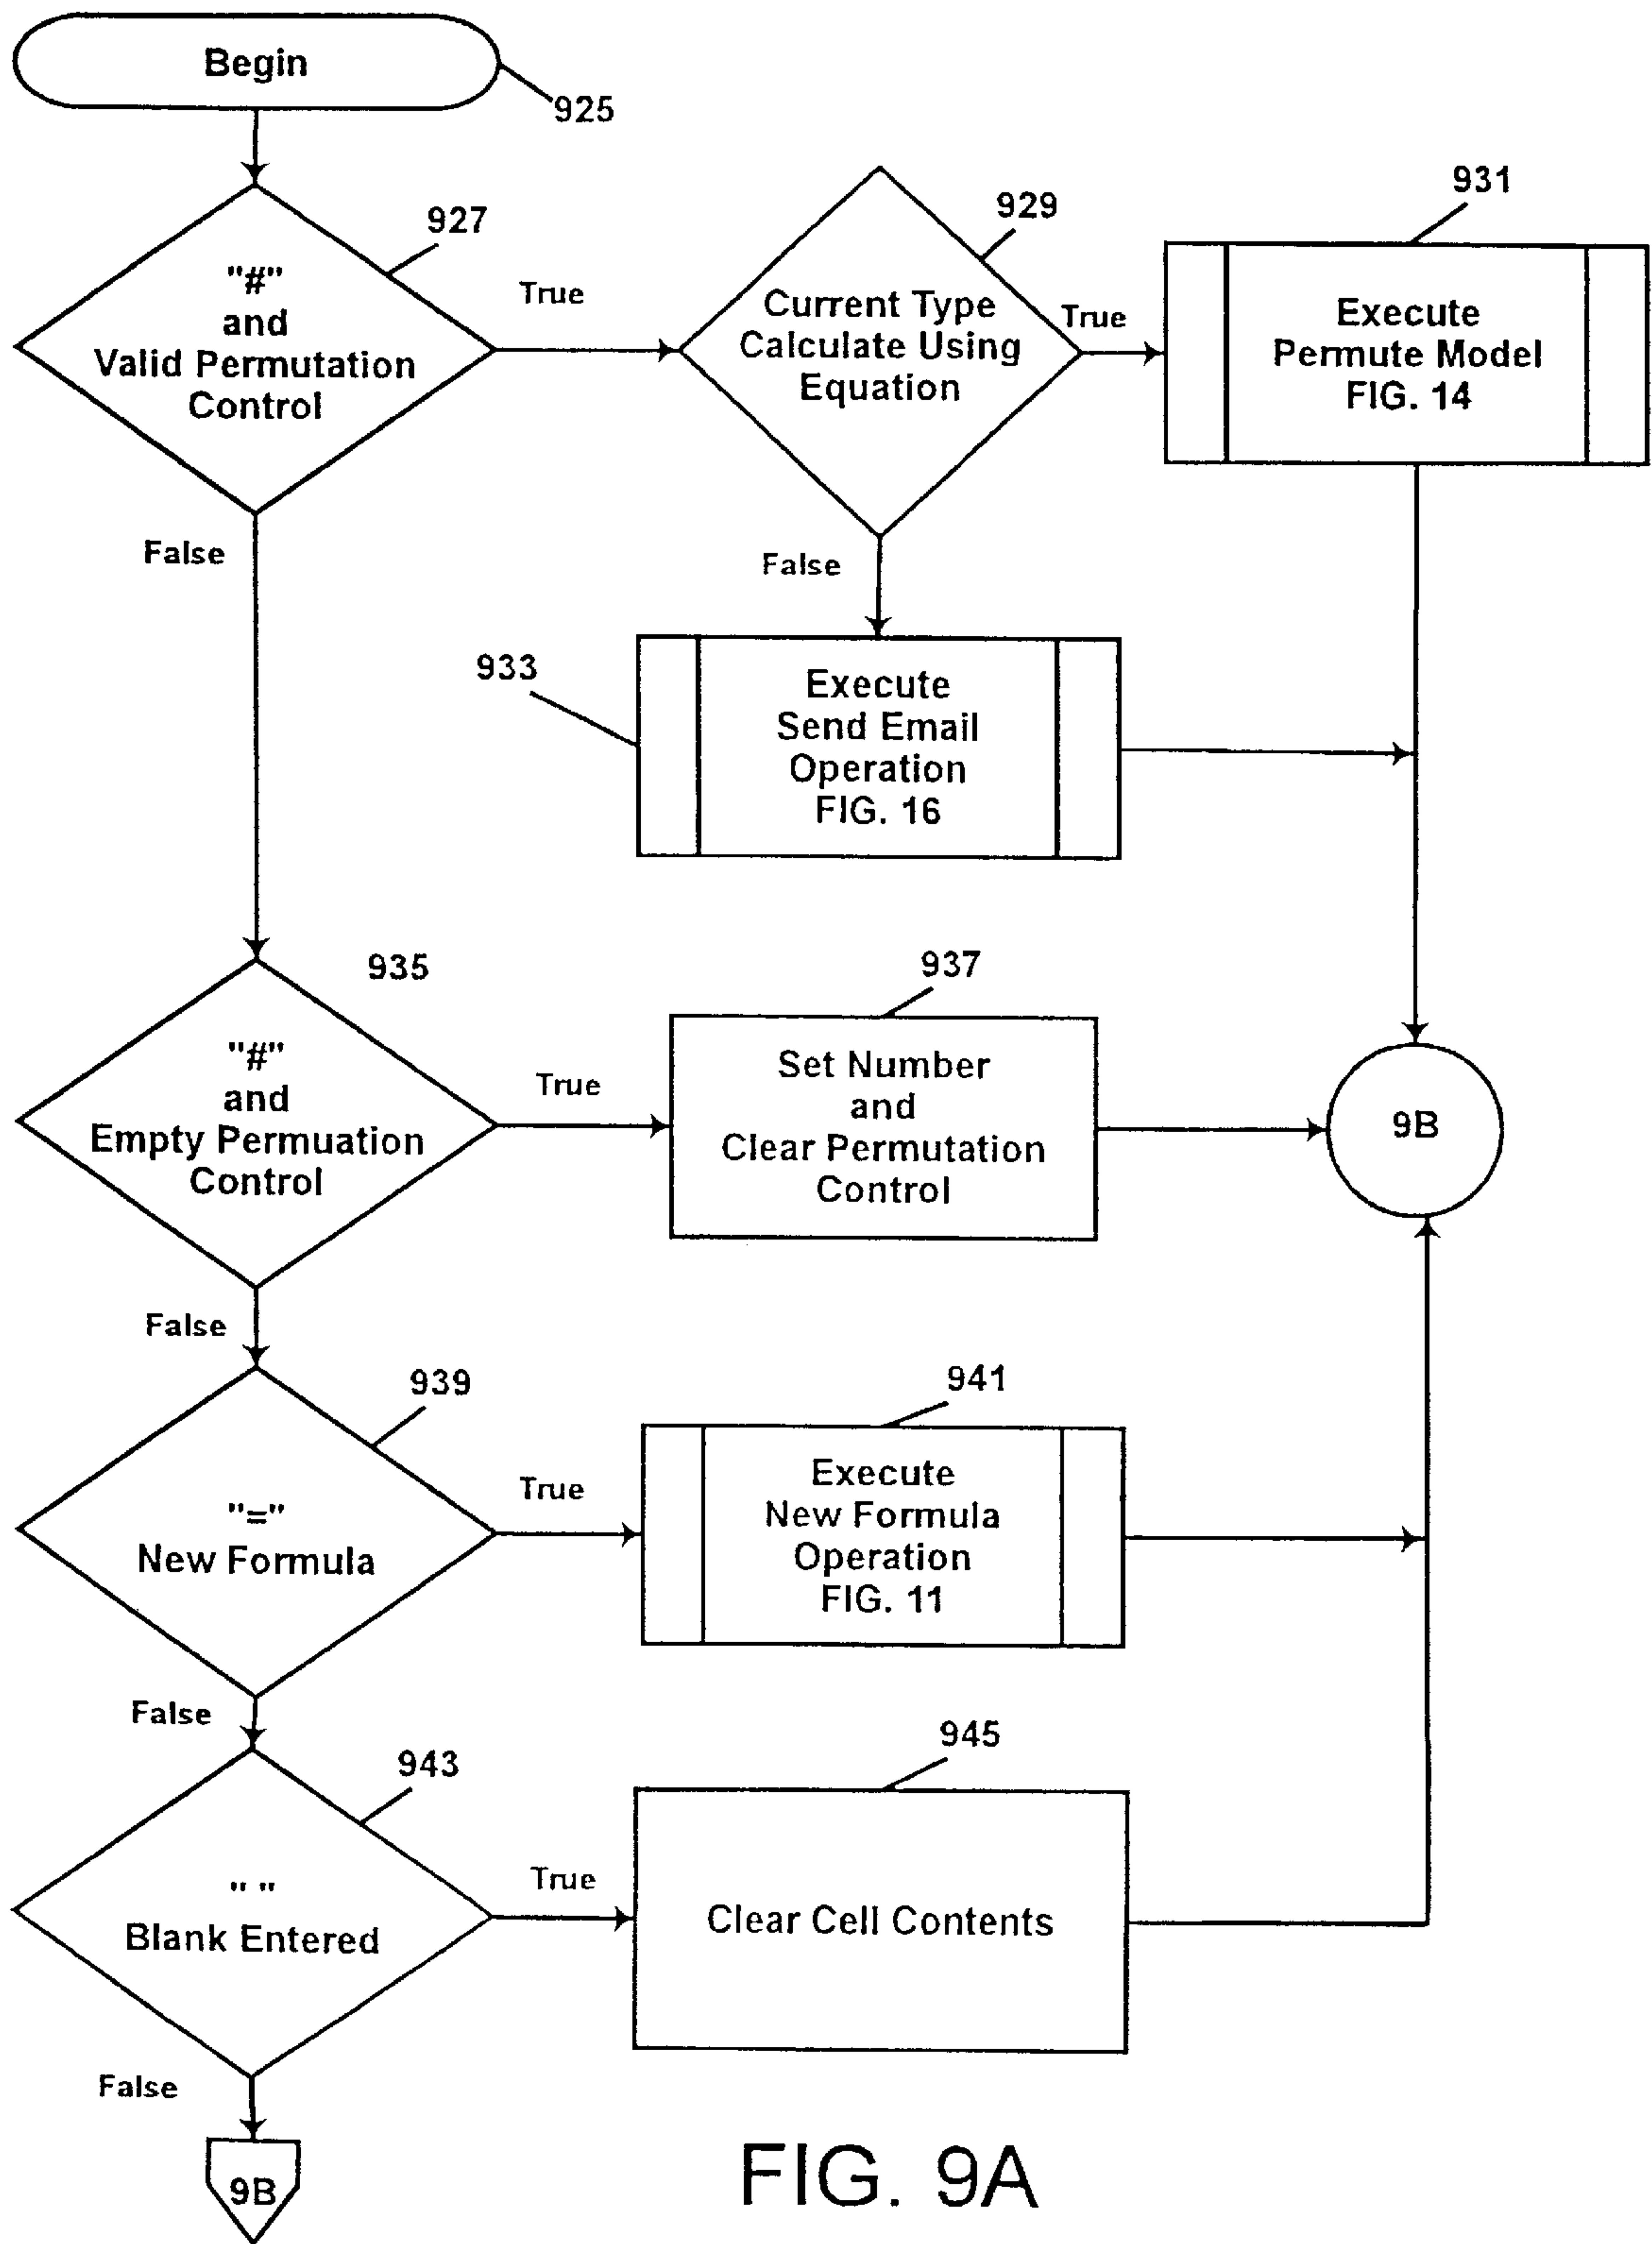 Begin
925
927
"#"
and
Valid Permutation
Control
True
False
929
Current Type
Calculate Using
Equation
True
False
931
Execute
Permute Model
FIG. 14
933
Execute
Send Email
Operation
FIG. 16
935
"#"
and
Empty Permuation
Control
True
False
937
Set Number
and
Clear Permutation
Control
9B
939
"="
New Formula
True
False
941
Execute
New Formula
Operation
FIG. 11
943
" "
Blank Entered
True
False
945
Clear Cell Contents
9B
FIG. 9A